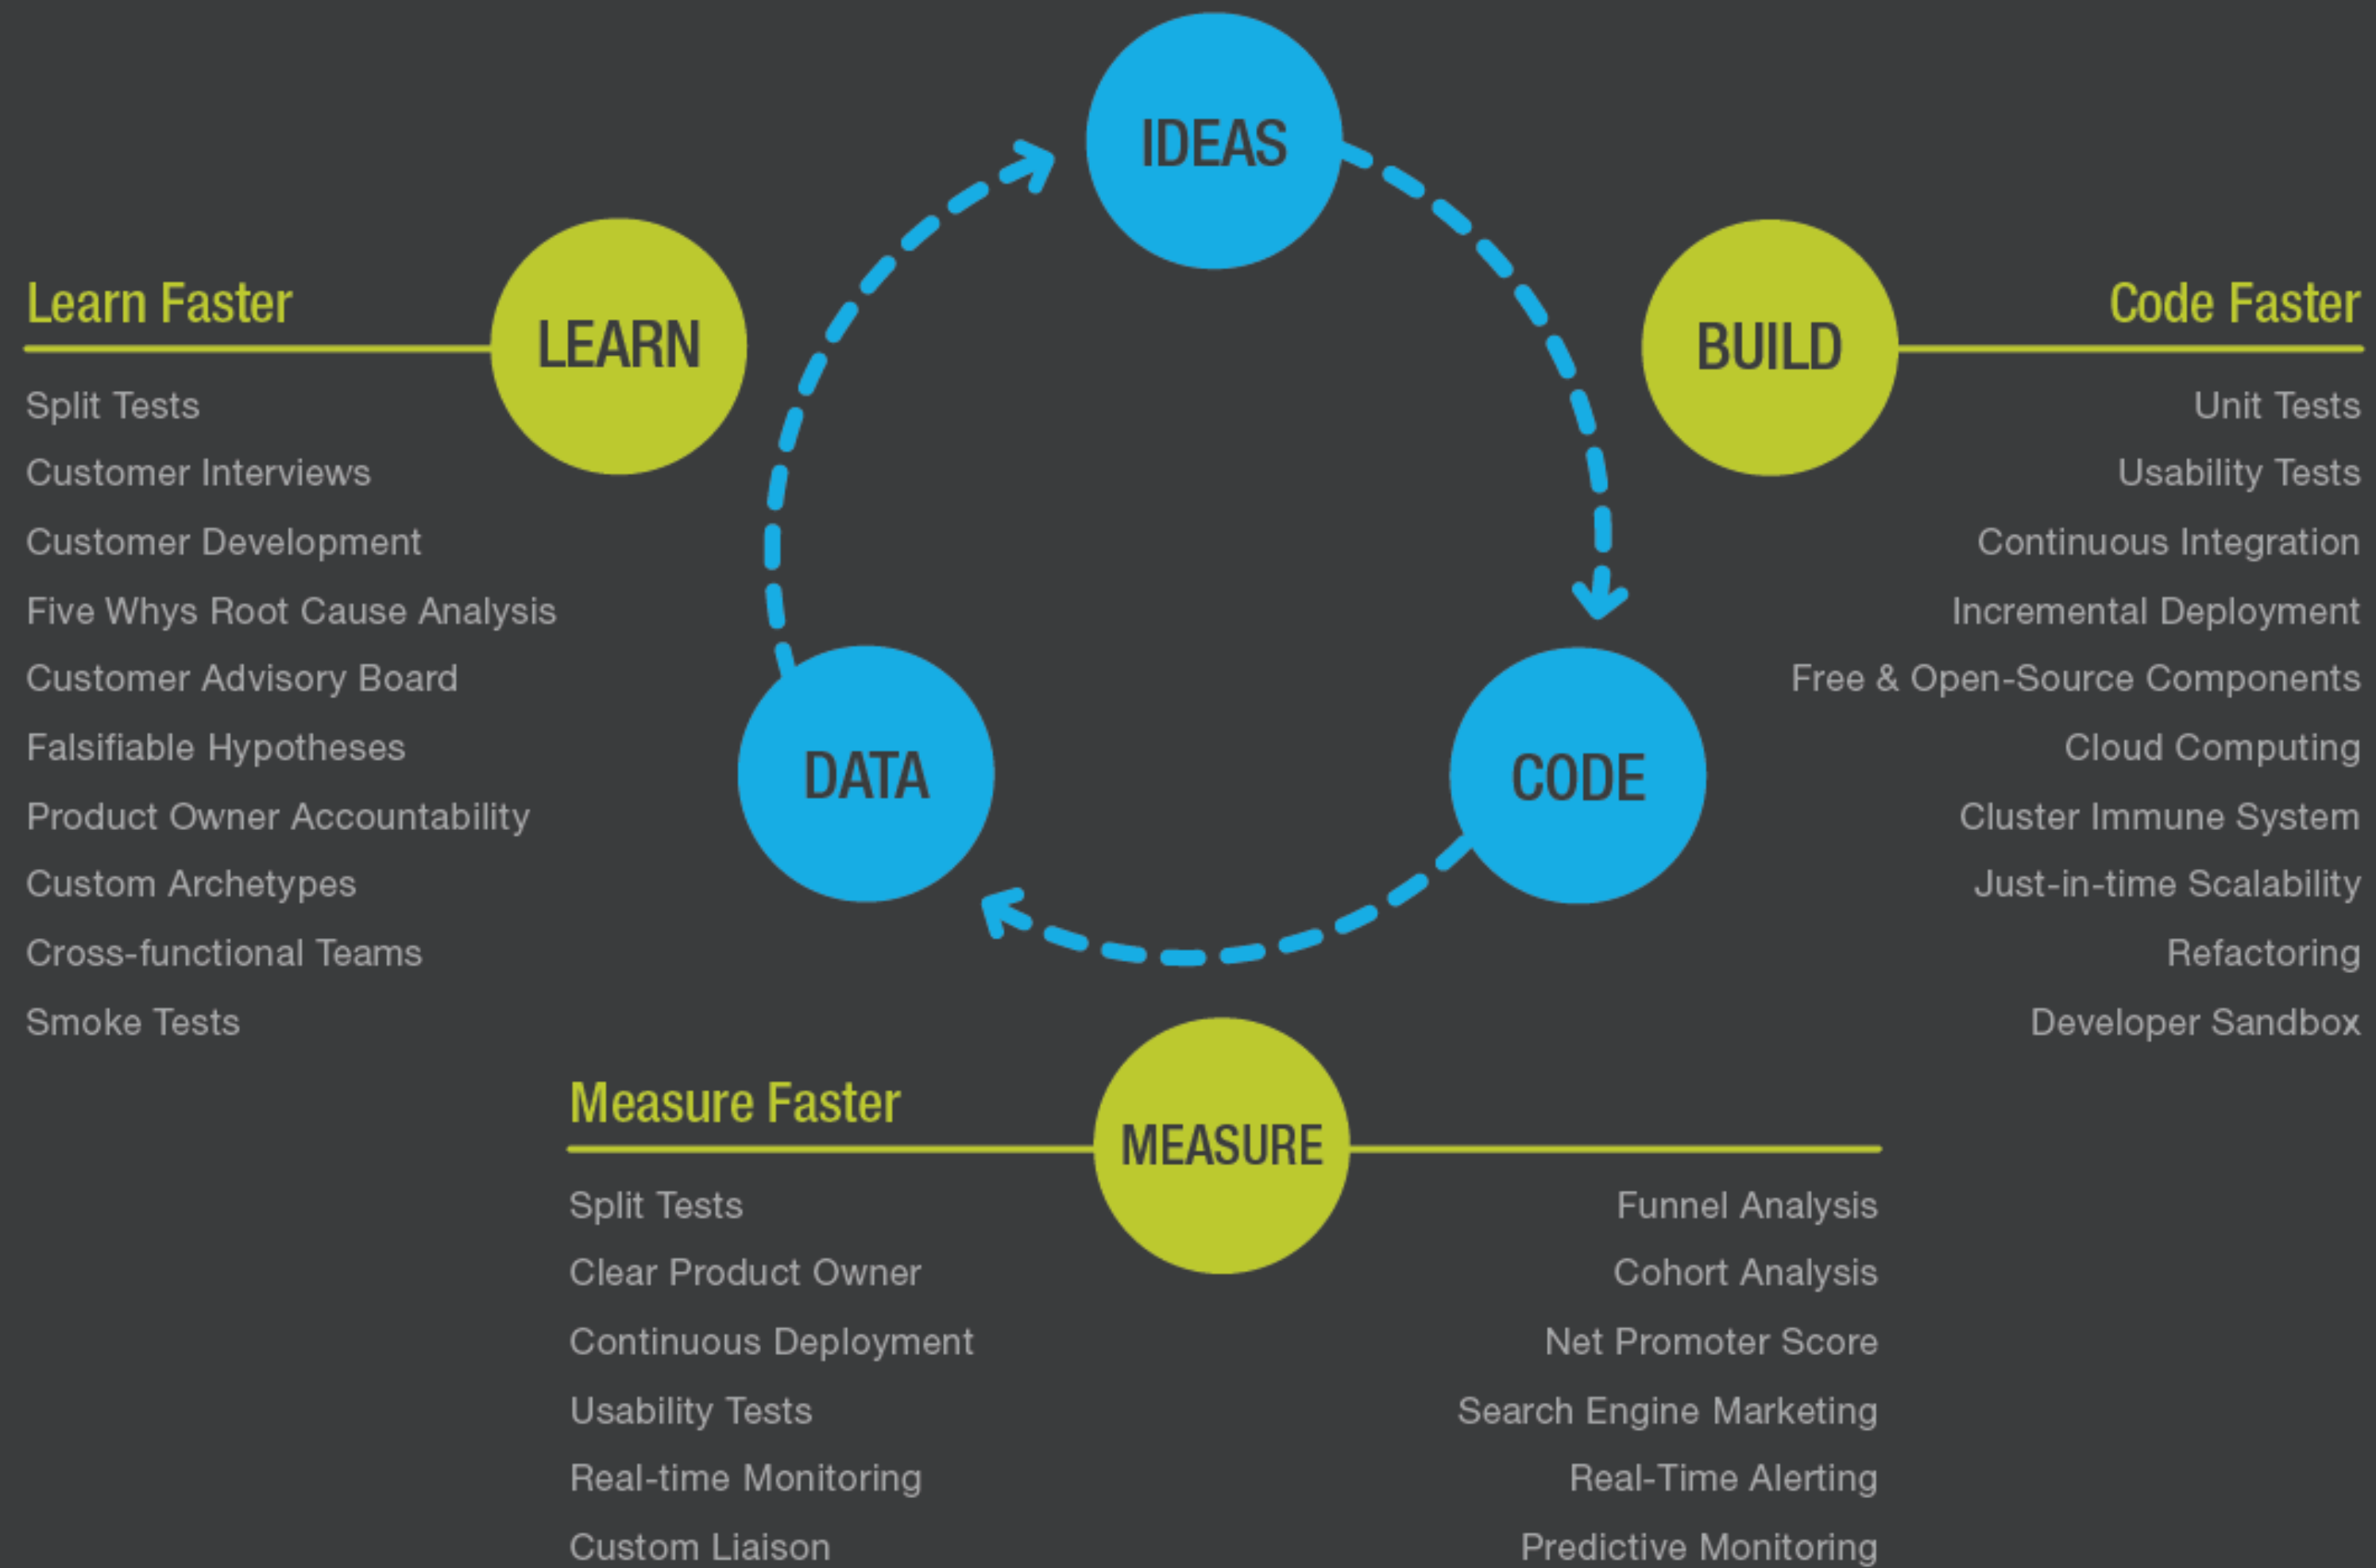 IDEAS
Learn Faster
LEARN
BUILD
Code Faster
Split Tests
Customer Interviews
Customer Development
Five Whys Root Cause Analysis
Customer Advisory Board
Falsifiable Hypotheses
Product Owner Accountability
Custom Archetypes
Cross-functional Teams
Smoke Tests
Unit Tests
Usability Tests
Continuous Integration
Incremental Deployment
Free & Open-Source Components
Cloud Computing
Cluster Immune System
Just-in-time Scalability
Refactoring
Developer Sandbox
DATA
CODE
Measure Faster
MEASURE
Split Tests
Clear Product Owner
Continuous Deployment
Usability Tests
Real-time Monitoring
Custom Liaison
Funnel Analysis
Cohort Analysis
Net Promoter Score
Search Engine Marketing
Real-Time Alerting
Predictive Monitoring